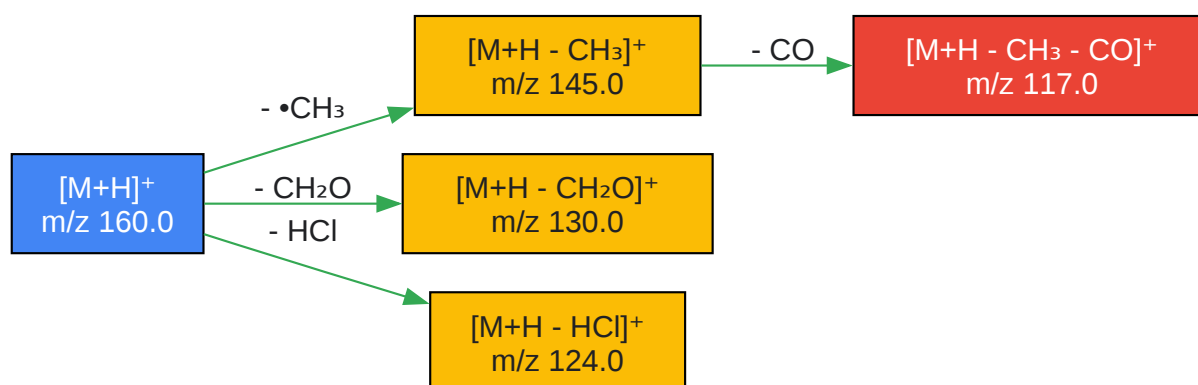 [M+H - CH₃]⁺
m/z 145.0
- CO
[M+H - CH₃ - CO]⁺
m/z 117.0
- •CH₃
[M+H]⁺
m/z 160.0
- CH₂O
[M+H - CH₂O]⁺
m/z 130.0
- HCl
[M+H - HCl]⁺
m/z 124.0